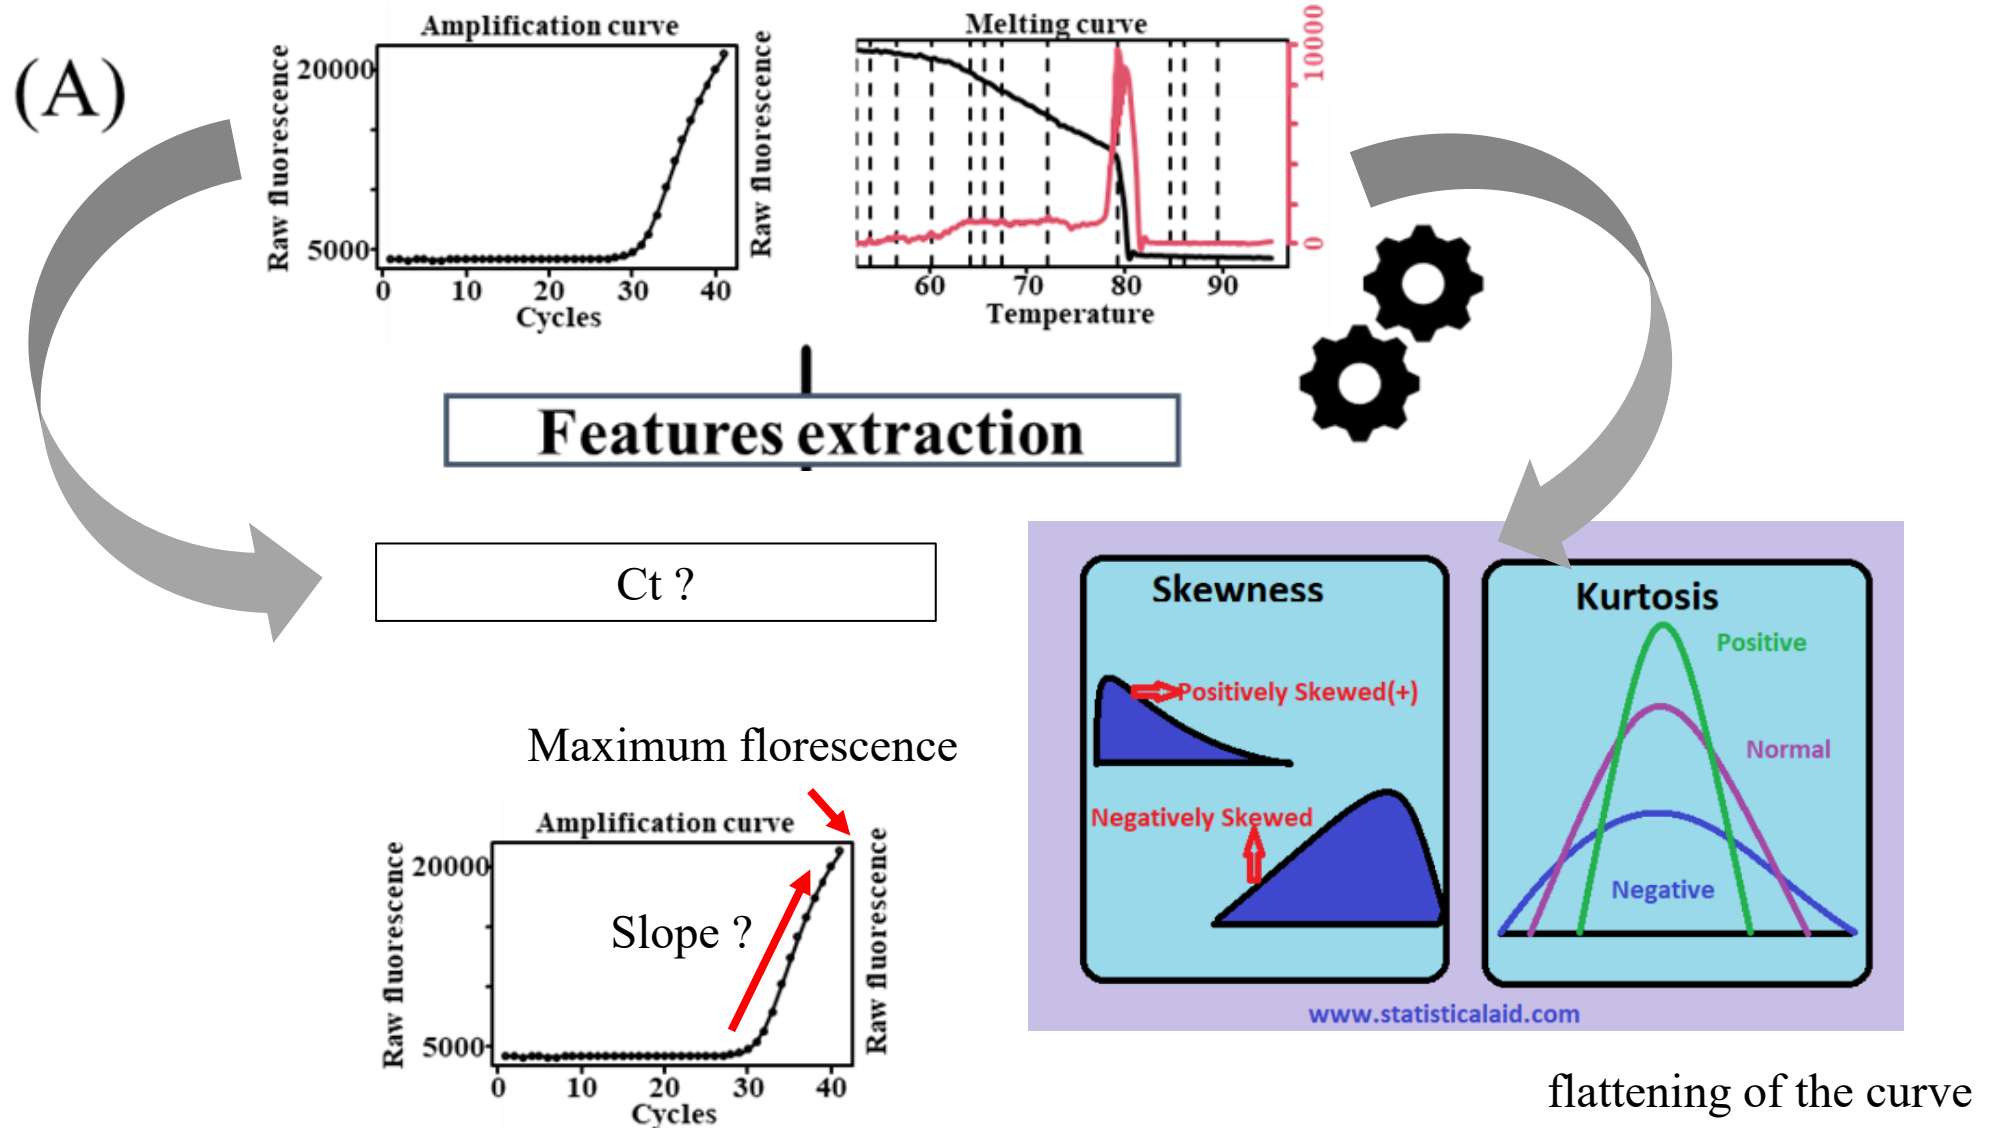 (A)
Amplification curve
Raw fluorescence
20000
5000
0 10 20 30 40
Cycles
Raw fluorescence
Melting curve
10000
0
60 70 80 90
Temperature
Features extraction
Ct ?
Maximum florescence
Amplification curve
Raw fluorescence
20000
5000
Slope ?
0 10 20 30 40
Cycles
Raw fluorescence
Skewness
Positively Skewed(+)
Negatively Skewed
Kurtosis
Positive
Normal
Negative
www.statisticalaid.com
flattening of the curve